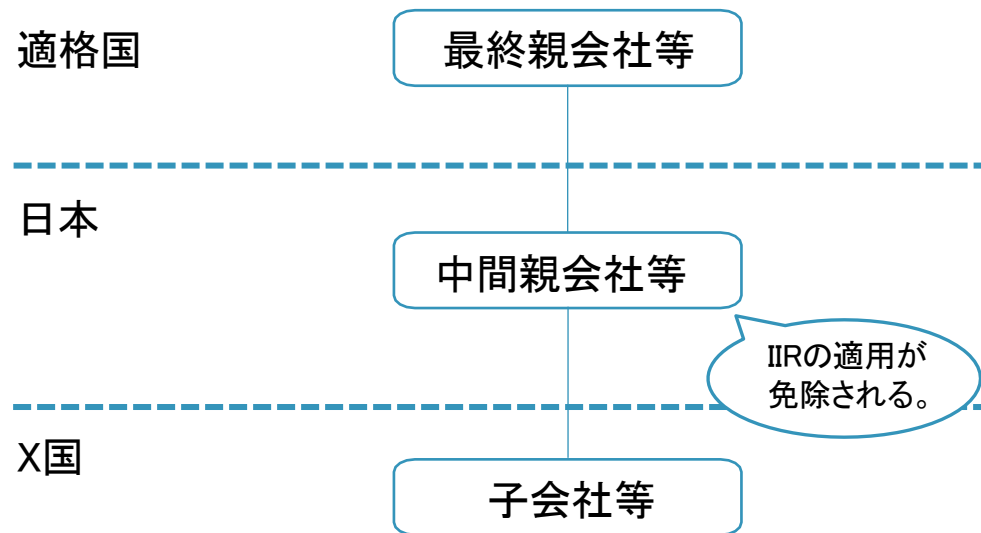 適格国
最終親会社等
日本
中間親会社等
IIRの適用が
免除される。
X国
子会社等